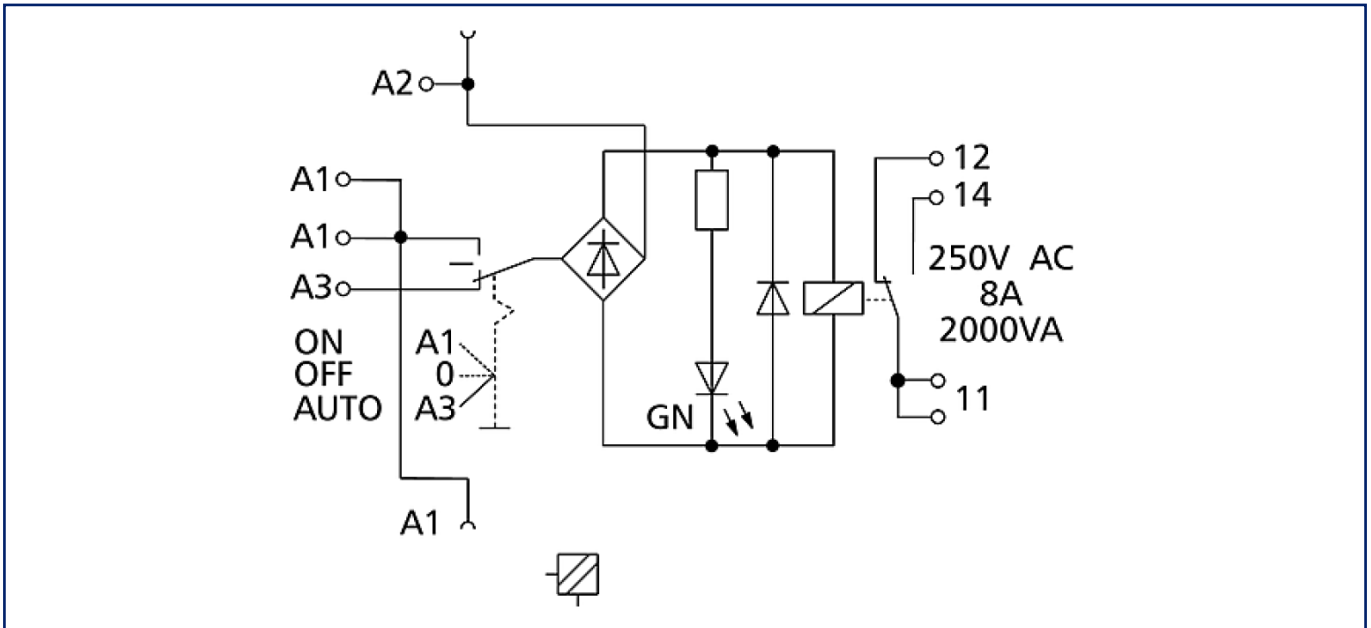 A2
A1
A1
A3
ON A1
OFF 0
AUTO A3
A1
GN
12
14
250V AC
8A
2000VA
11